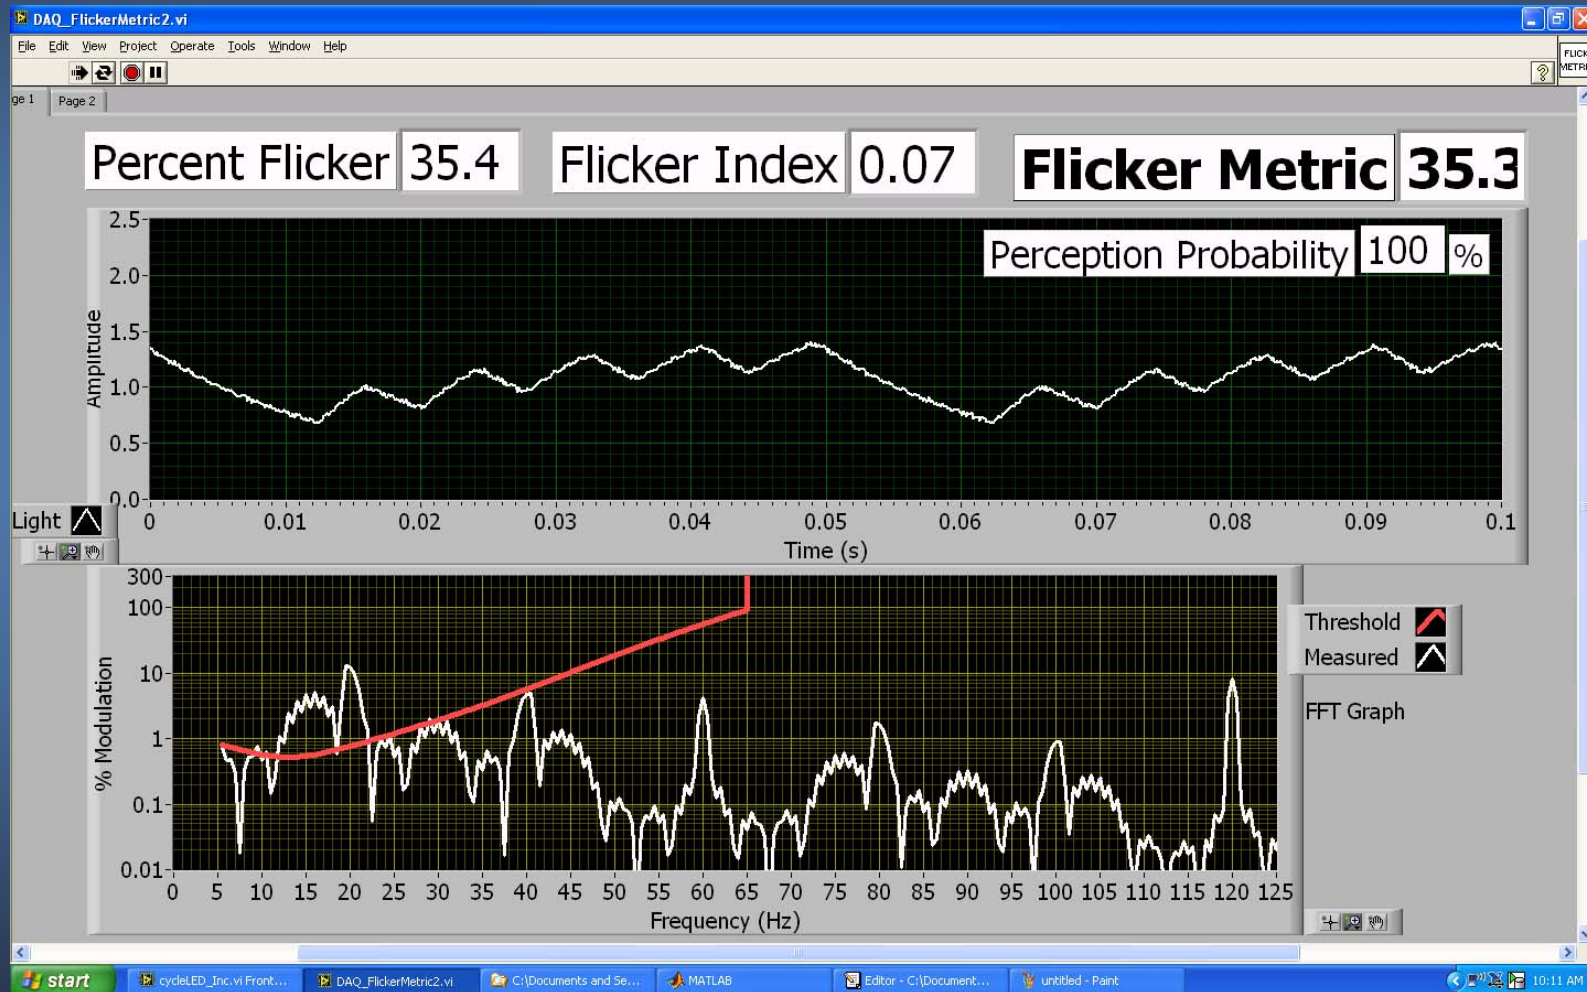 DAQ_FlickerMetric2.vi
File Edit View Project Operate Tools Window Help
FLICK
METRI
ge 1 Page 2
Percent Flicker 35.4 Flicker Index 0.07 Flicker Metric 35.3
Perception Probability 100 %
2.5
2.0
1.5
1.0
0.5
0.0
Amplitude
0 0.01 0.02 0.03 0.04 0.05 0.06 0.07 0.08 0.09 0.1
Time (s)
Light
300
100
10
1
0.1
0.01
% Modulation
0 5 10 15 20 25 30 35 40 45 50 55 60 65 70 75 80 85 90 95 100 105 110 115 120 125
Frequency (Hz)
Threshold
Measured
FFT Graph
start cycleLED_Inc.vi Front... DAQ_FlickerMetric2.vi C:\Documents and Se... MATLAB Editor - C:\Document... untitled - Paint 10:11 AM